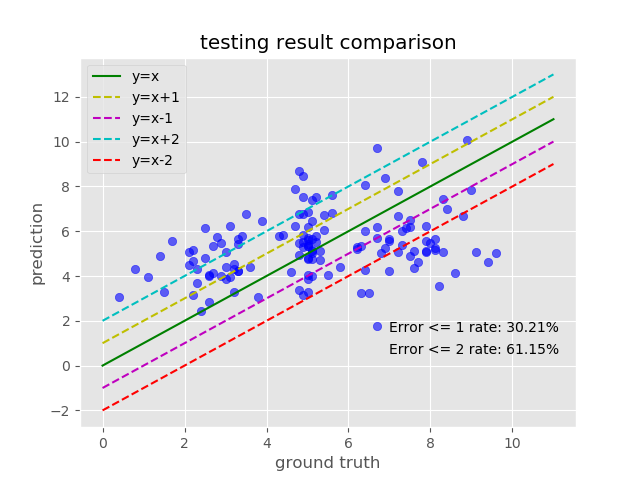 testing result comparison
y=x
y=x+1
y=x-1
y=x+2
y=x-2
12
10
8
6
4
2
0
−2
prediction
Error <= 1 rate: 30.21%
Error <= 2 rate: 61.15%
0 2 4 6 8 10
ground truth